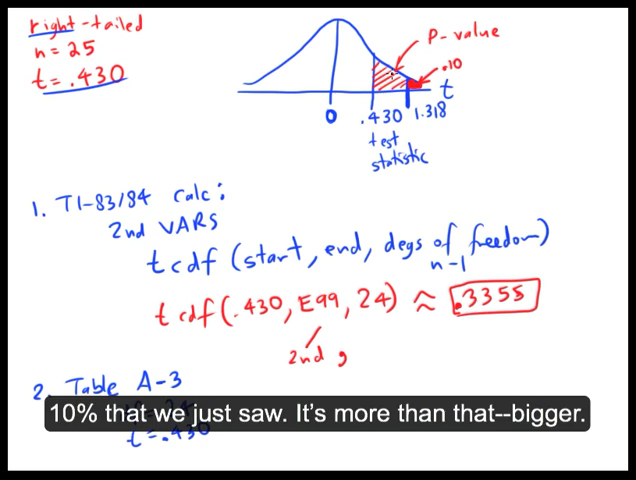 right-tailed
n = 25
t = .430
P-value
.10
t
0 .430 1.318
test
statistic
1. TI-83/84 Calc:
2nd VARS
tcdf (start, end, degs of freedom)
n-1
tcdf(.430, E99, 24) ≈ .3355
2nd ,
2. Table A-3
10% that we just saw. It's more than that--bigger.
t = .430